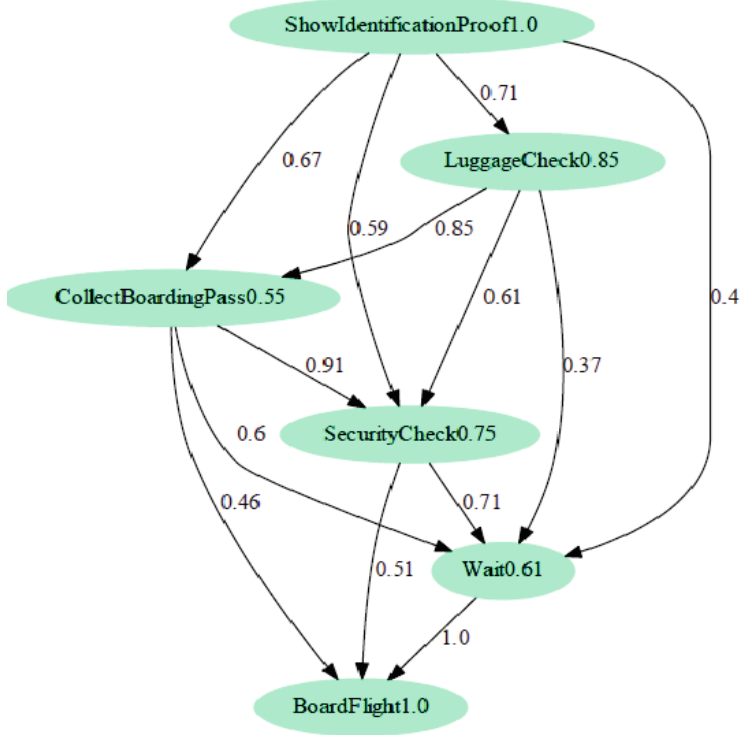 ShowIdentificationProof1.0
0.71
LuggageCheck0.85
0.67
0.59
0.85
CollectBoardingPass0.55
0.61
0.4
0.91
0.37
SecurityCheck0.75
0.6
0.46
0.71
0.51
Wait0.61
1.0
BoardFlight1.0